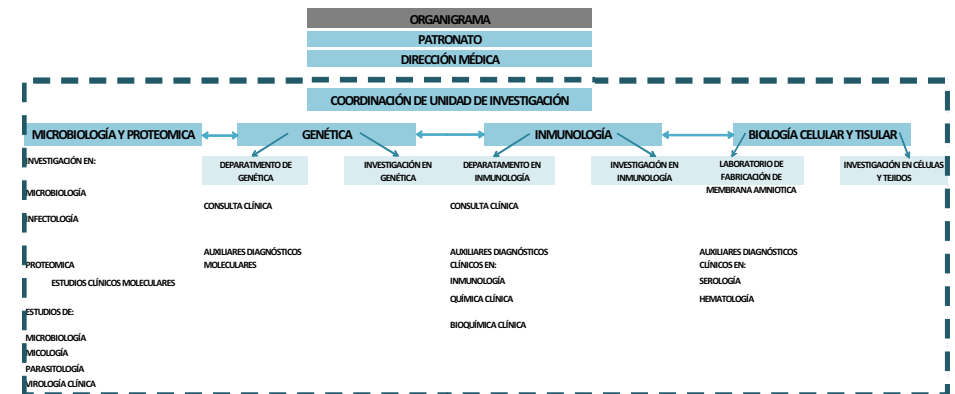 ORGANIGRAMA
PATRONATO
DIRECCIÓN MÉDICA
COORDINACIÓN DE UNIDAD DE INVESTIGACIÓN
MICROBIOLOGÍA Y PROTEOMICA
GENÉTICA
INMUNOLOGÍA
BIOLOGÍA CELULAR Y TISULAR
INVESTIGACIÓN EN:
MICROBIOLOGÍA
INFECTOLOGÍA
PROTEOMICA
ESTUDIOS CLÍNICOS MOLECULARES
ESTUDIOS DE:
MICROBIOLOGÍA
MICOLOGÍA
PARASITOLOGÍA
VIROLOGÍA CLÍNICA
DEPARATMENTO DE
GENÉTICA
CONSULTA CLÍNICA
AUXILIARES DIAGNÓSTICOS
MOLECULARES
INVESTIGACIÓN EN
GENÉTICA
DEPARATAMENTO EN
INMUNOLOGÍA
CONSULTA CLÍNICA
AUXILIARES DIAGNÓSTICOS
CLÍNICOS EN:
INMUNOLOGÍA
QUÍMICA CLÍNICA
BIOQUÍMICA CLÍNICA
INVESTIGACIÓN EN
INMUNOLOGÍA
LABORATORIO DE
FABRICACIÓN DE
MEMBRANA AMNIOTICA
AUXILIARES DIAGNÓSTICOS
CLÍNICOS EN:
SEROLOGÍA
HEMATOLOGÍA
INVESTIGACIÓN EN CÉLULAS
Y TEJIDOS